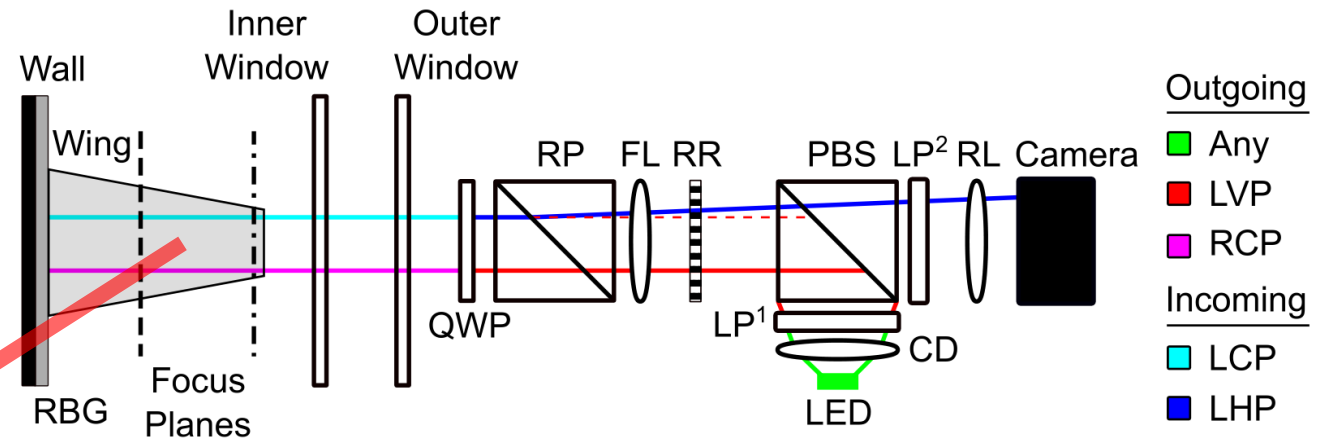 Inner
Window
Outer
Window
Wall
Wing
RP
FL
RR
PBS
LP²
RL
Camera
QWP
LP¹
CD
LED
RBG
Focus
Planes
Outgoing
Any
LVP
RCP
Incoming
LCP
LHP